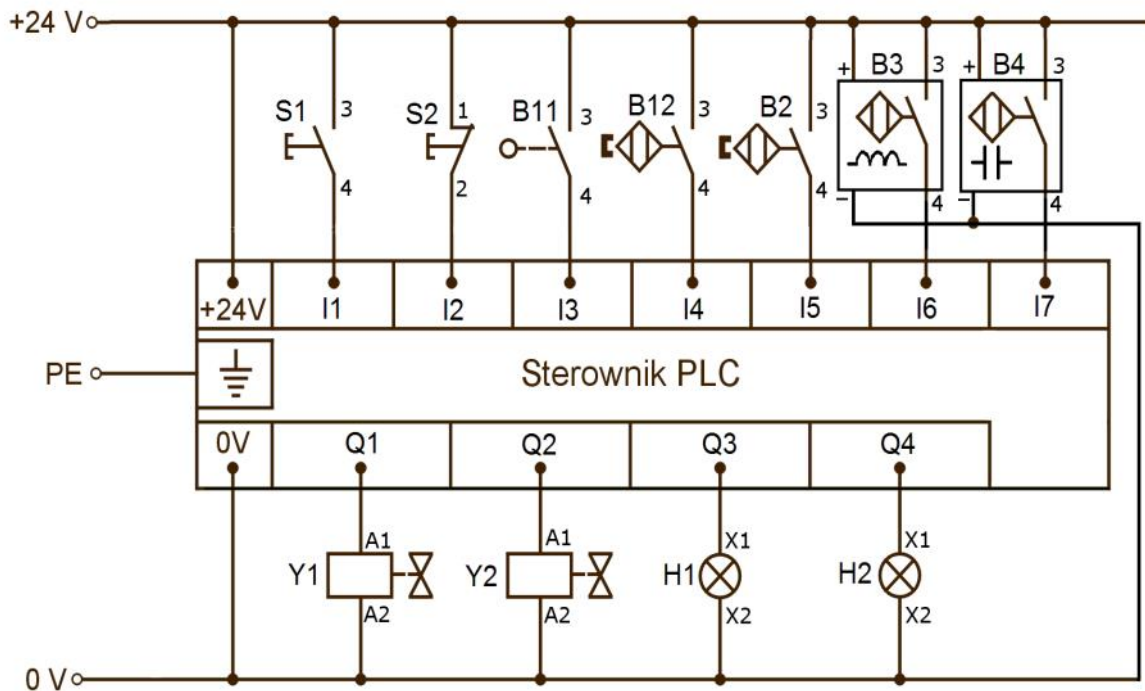 +24 V
+ B3 3 + B4 3
S1 3 S2 1 B11 3 B12 3 B2 3
4 2 4 4 4
– 4 – 4
+24V I1 I2 I3 I4 I5 I6 I7
PE Sterownik PLC
0V Q1 Q2 Q3 Q4
A1 A1 X1 X1
Y1 Y2 H1 H2
A2 A2 X2 X2
0 V